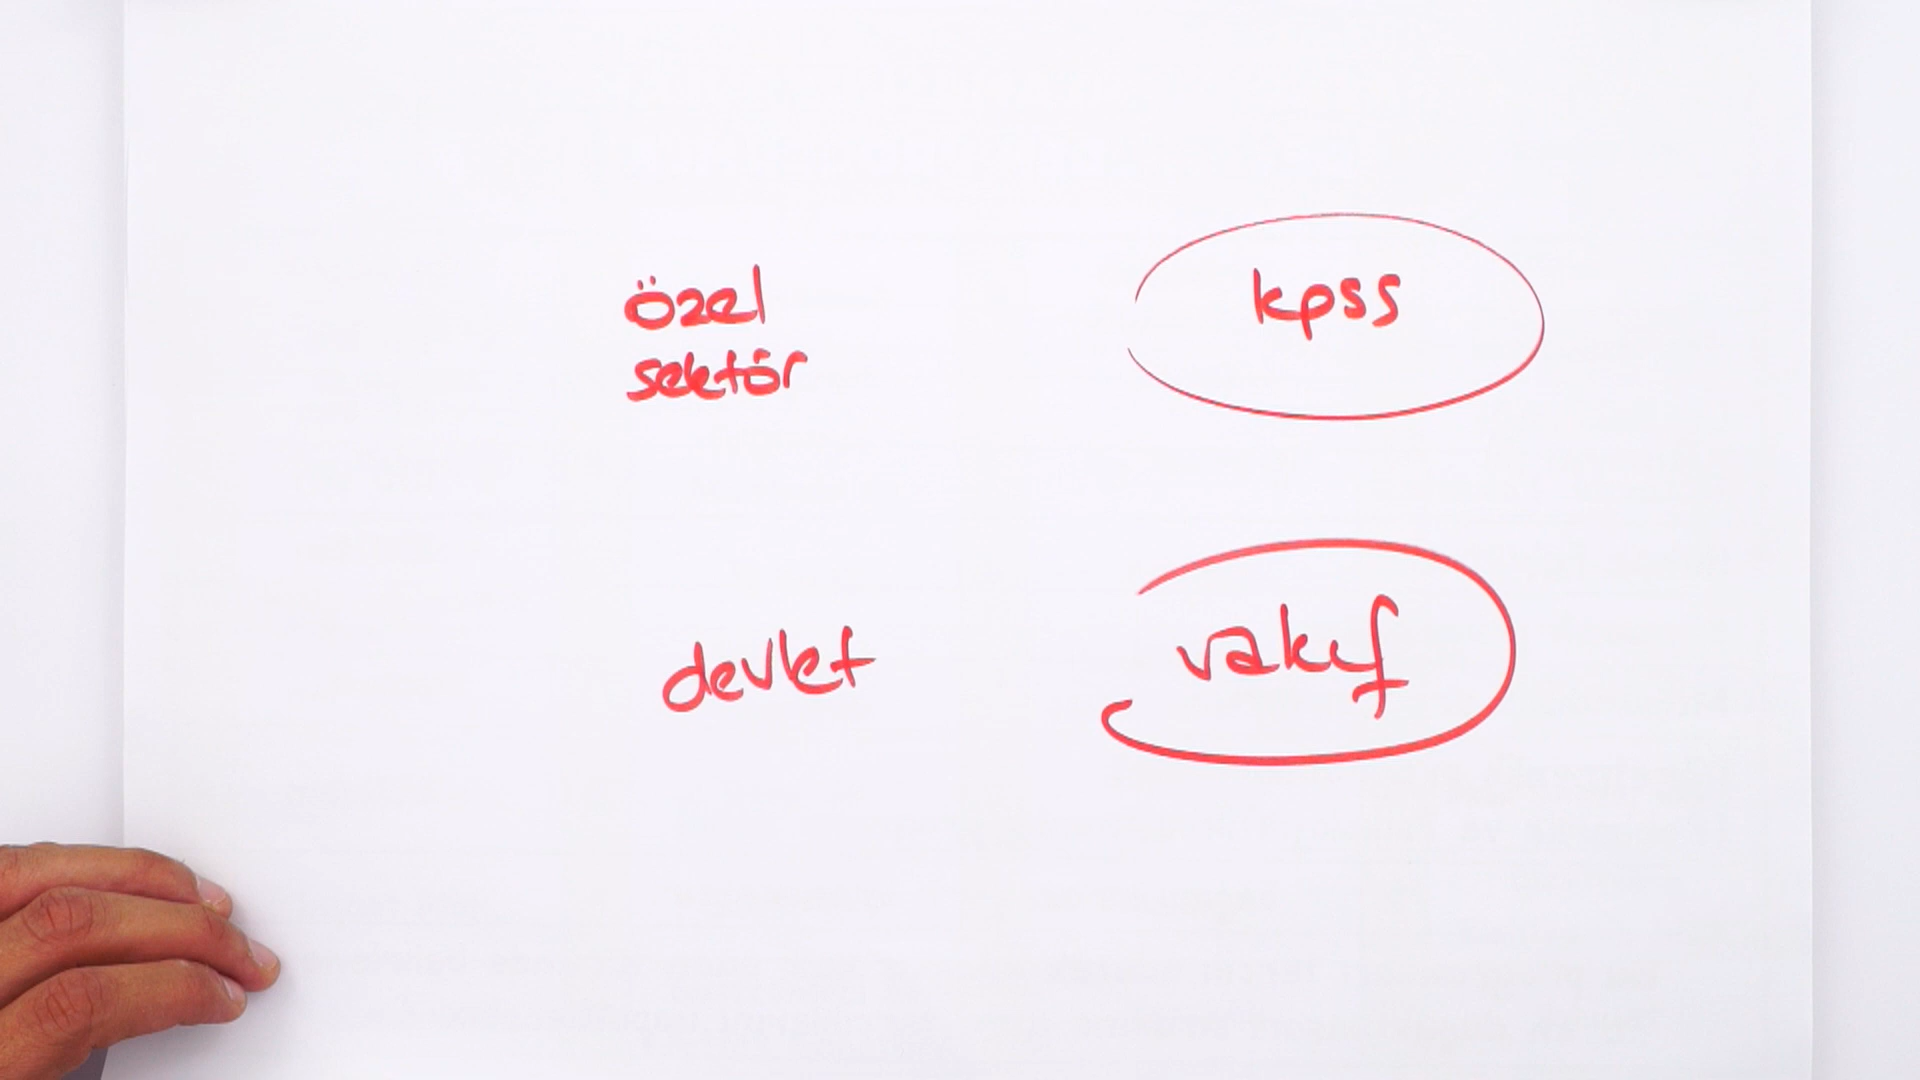 özel
sektör
kpss
devlet
vakıf